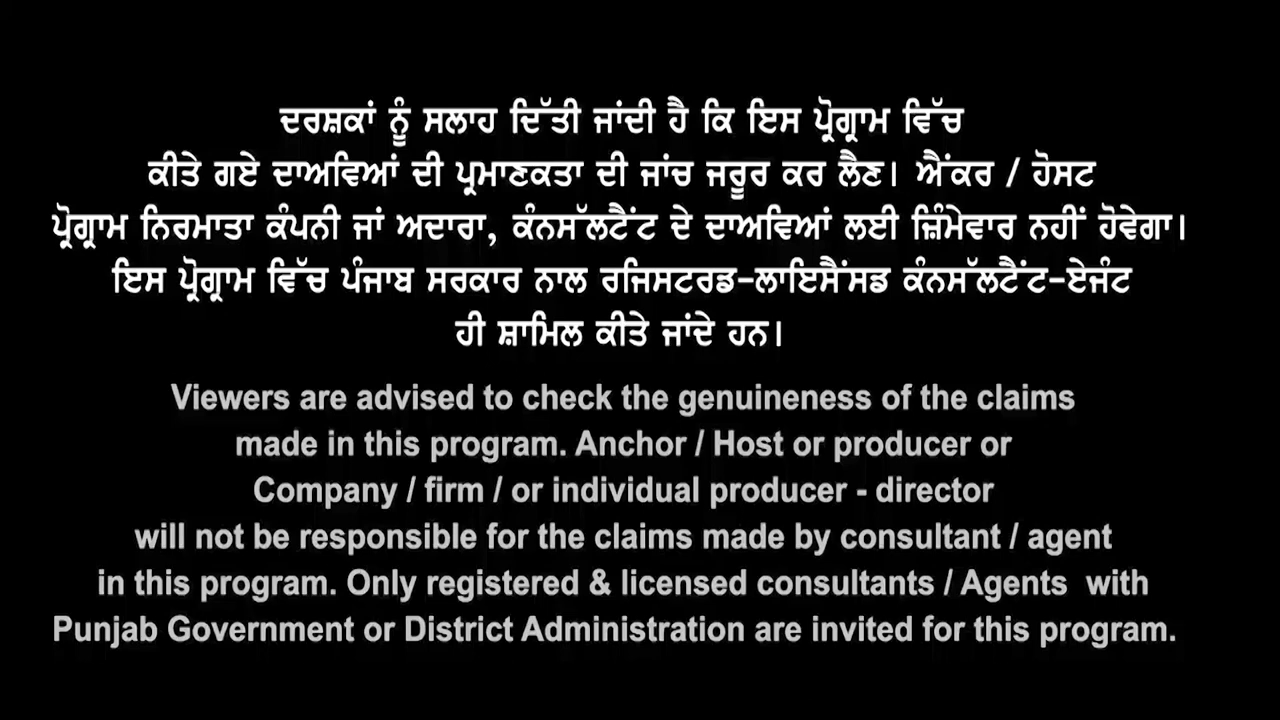 ਦਰਸ਼ਕਾਂ ਨੂੰ ਸਲਾਹ ਦਿੱਤੀ ਜਾਂਦੀ ਹੈ ਕਿ ਇਸ ਪ੍ਰੋਗ੍ਰਾਮ ਵਿੱਚ
ਕੀਤੇ ਗਏ ਦਾਅਵਿਆਂ ਦੀ ਪ੍ਰਮਾਣਕਤਾ ਦੀ ਜਾਂਚ ਜਰੂਰ ਕਰ ਲੈਣ। ਐਂਕਰ / ਹੋਸਟ
ਪ੍ਰੋਗ੍ਰਾਮ ਨਿਰਮਾਤਾ ਕੰਪਨੀ ਜਾਂ ਅਦਾਰਾ, ਕੰਨਸੱਲਟੈਂਟ ਦੇ ਦਾਅਵਿਆਂ ਲਈ ਜ਼ਿੰਮੇਵਾਰ ਨਹੀਂ ਹੋਵੇਗਾ।
ਇਸ ਪ੍ਰੋਗ੍ਰਾਮ ਵਿੱਚ ਪੰਜਾਬ ਸਰਕਾਰ ਨਾਲ ਰਜਿਸਟਰਡ-ਲਾਇਸੈਂਸਡ ਕੰਨਸੱਲਟੈਂਟ-ਏਜੰਟ
ਹੀ ਸ਼ਾਮਿਲ ਕੀਤੇ ਜਾਂਦੇ ਹਨ।
Viewers are advised to check the genuineness of the claims
made in this program. Anchor / Host or producer or
Company / firm / or individual producer - director
will not be responsible for the claims made by consultant / agent
in this program. Only registered & licensed consultants / Agents with
Punjab Government or District Administration are invited for this program.